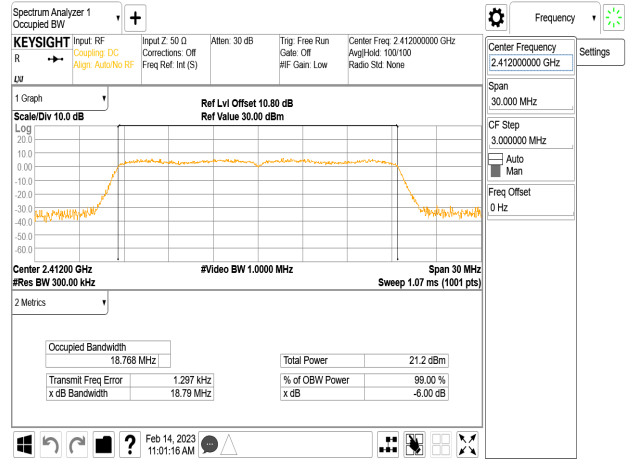 Spectrum Analyzer 1
Occupied BW
Frequency
KEYSIGHT
R
LXI
Input: RF
Coupling: DC
Align: Auto/No RF
Input Z: 50 Ω
Corrections: Off
Freq Ref: Int (S)
Atten: 30 dB
Trig: Free Run
Gate: Off
#IF Gain: Low
Center Freq: 2.412000000 GHz
Avg|Hold: 100/100
Radio Std: None
Center Frequency
2.412000000 GHz
Settings
Span
30.000 MHz
CF Step
3.000000 MHz
Auto
Man
Freq Offset
0 Hz
1 Graph
Scale/Div 10.0 dB
Ref Lvl Offset 10.80 dB
Ref Value 30.00 dBm
Log
20.0
10.0
0.00
-10.0
-20.0
-30.0
-40.0
-50.0
-60.0
Center 2.41200 GHz
#Video BW 1.0000 MHz
Span 30 MHz
#Res BW 300.00 kHz
Sweep 1.07 ms (1001 pts)
2 Metrics
Occupied Bandwidth
18.768 MHz
Total Power 21.2 dBm
Transmit Freq Error 1.297 kHz
% of OBW Power 99.00 %
x dB Bandwidth 18.79 MHz
x dB -6.00 dB
?
Feb 14, 2023
11:01:16 AM